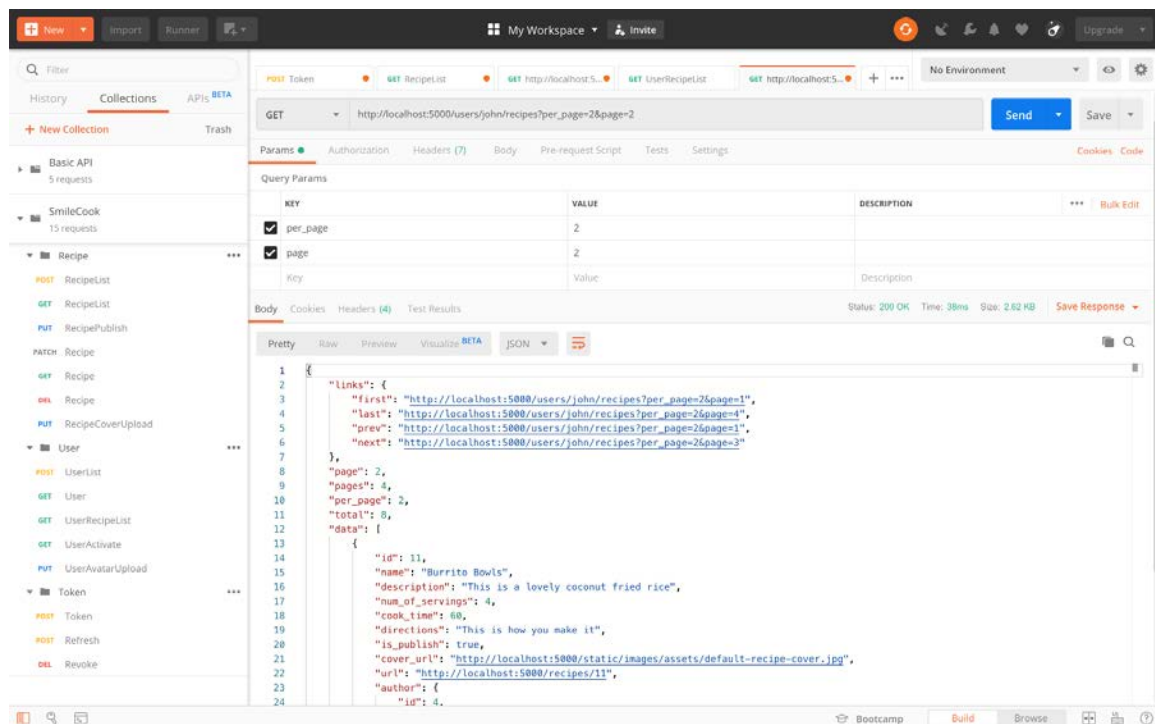 New Import Runner My Workspace Invite Upgrade
Filter
History Collections APIs BETA
+ New Collection Trash
Basic API
5 requests
SmileCook
15 requests
Recipe
POST RecipeList
GET RecipeList
PUT RecipePublish
PATCH Recipe
GET Recipe
DEL Recipe
PUT RecipeCoverUpload
User
POST UserList
GET User
GET UserRecipeList
GET UserActivate
PUT UserAvatarUpload
Token
POST Token
POST Refresh
DEL Revoke
POST Token GET RecipeList GET http://localhost:5... GET UserRecipeList GET http://localhost:5... + ••• No Environment
GET http://localhost:5000/users/john/recipes?per_page=2&page=2 Send Save
Params Authorization Headers (7) Body Pre-request Script Tests Settings Cookies Code
Query Params
KEY VALUE DESCRIPTION ••• Bulk Edit
per_page 2
page 2
Key Value Description
Body Cookies Headers (4) Test Results Status: 200 OK Time: 38ms Size: 2.62 KB Save Response
Pretty Raw Preview Visualize BETA JSON
1 {
2 "links": {
3 "first": "http://localhost:5000/users/john/recipes?per_page=2&page=1",
4 "last": "http://localhost:5000/users/john/recipes?per_page=2&page=4",
5 "prev": "http://localhost:5000/users/john/recipes?per_page=2&page=1",
6 "next": "http://localhost:5000/users/john/recipes?per_page=2&page=3"
7 },
8 "page": 2,
9 "pages": 4,
10 "per_page": 2,
11 "total": 8,
12 "data": [
13 {
14 "id": 11,
15 "name": "Burrito Bowls",
16 "description": "This is a lovely coconut fried rice",
17 "num_of_servings": 4,
18 "cook_time": 60,
19 "directions": "This is how you make it",
20 "is_publish": true,
21 "cover_url": "http://localhost:5000/static/images/assets/default-recipe-cover.jpg",
22 "url": "http://localhost:5000/recipes/11",
23 "author": {
24 "id": 4,
Bootcamp Build Browse